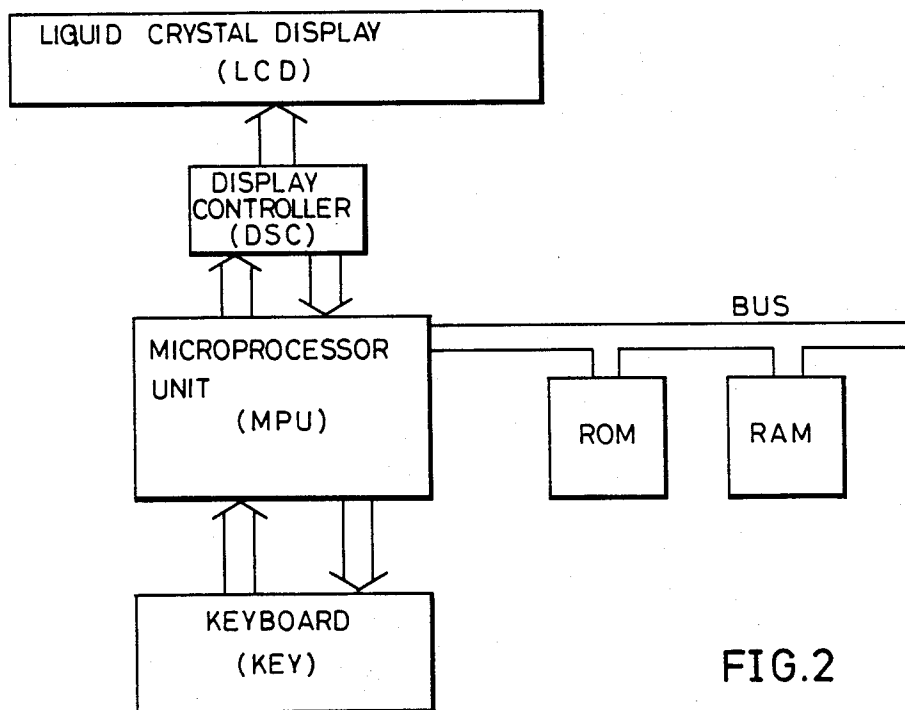 LIQUID CRYSTAL DISPLAY
(LCD)
DISPLAY
CONTROLLER
(DSC)
BUS
MICROPROCESSOR
UNIT
(MPU)
ROM
RAM
KEYBOARD
(KEY)
FIG.2